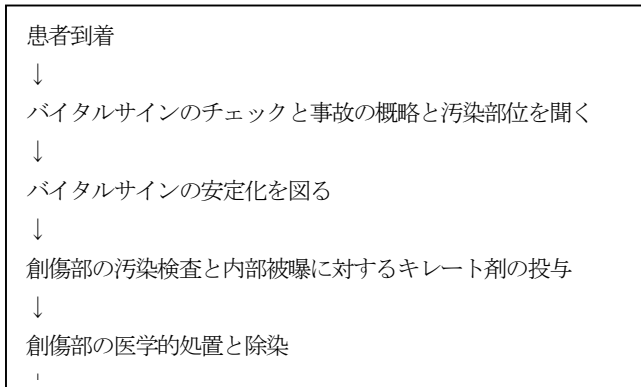 患者到着
↓
バイタルサインのチェックと事故の概略と汚染部位を聞く
↓
バイタルサインの安定化を図る
↓
創傷部の汚染検査と内部被曝に対するキレート剤の投与
↓
創傷部の医学的処置と除染